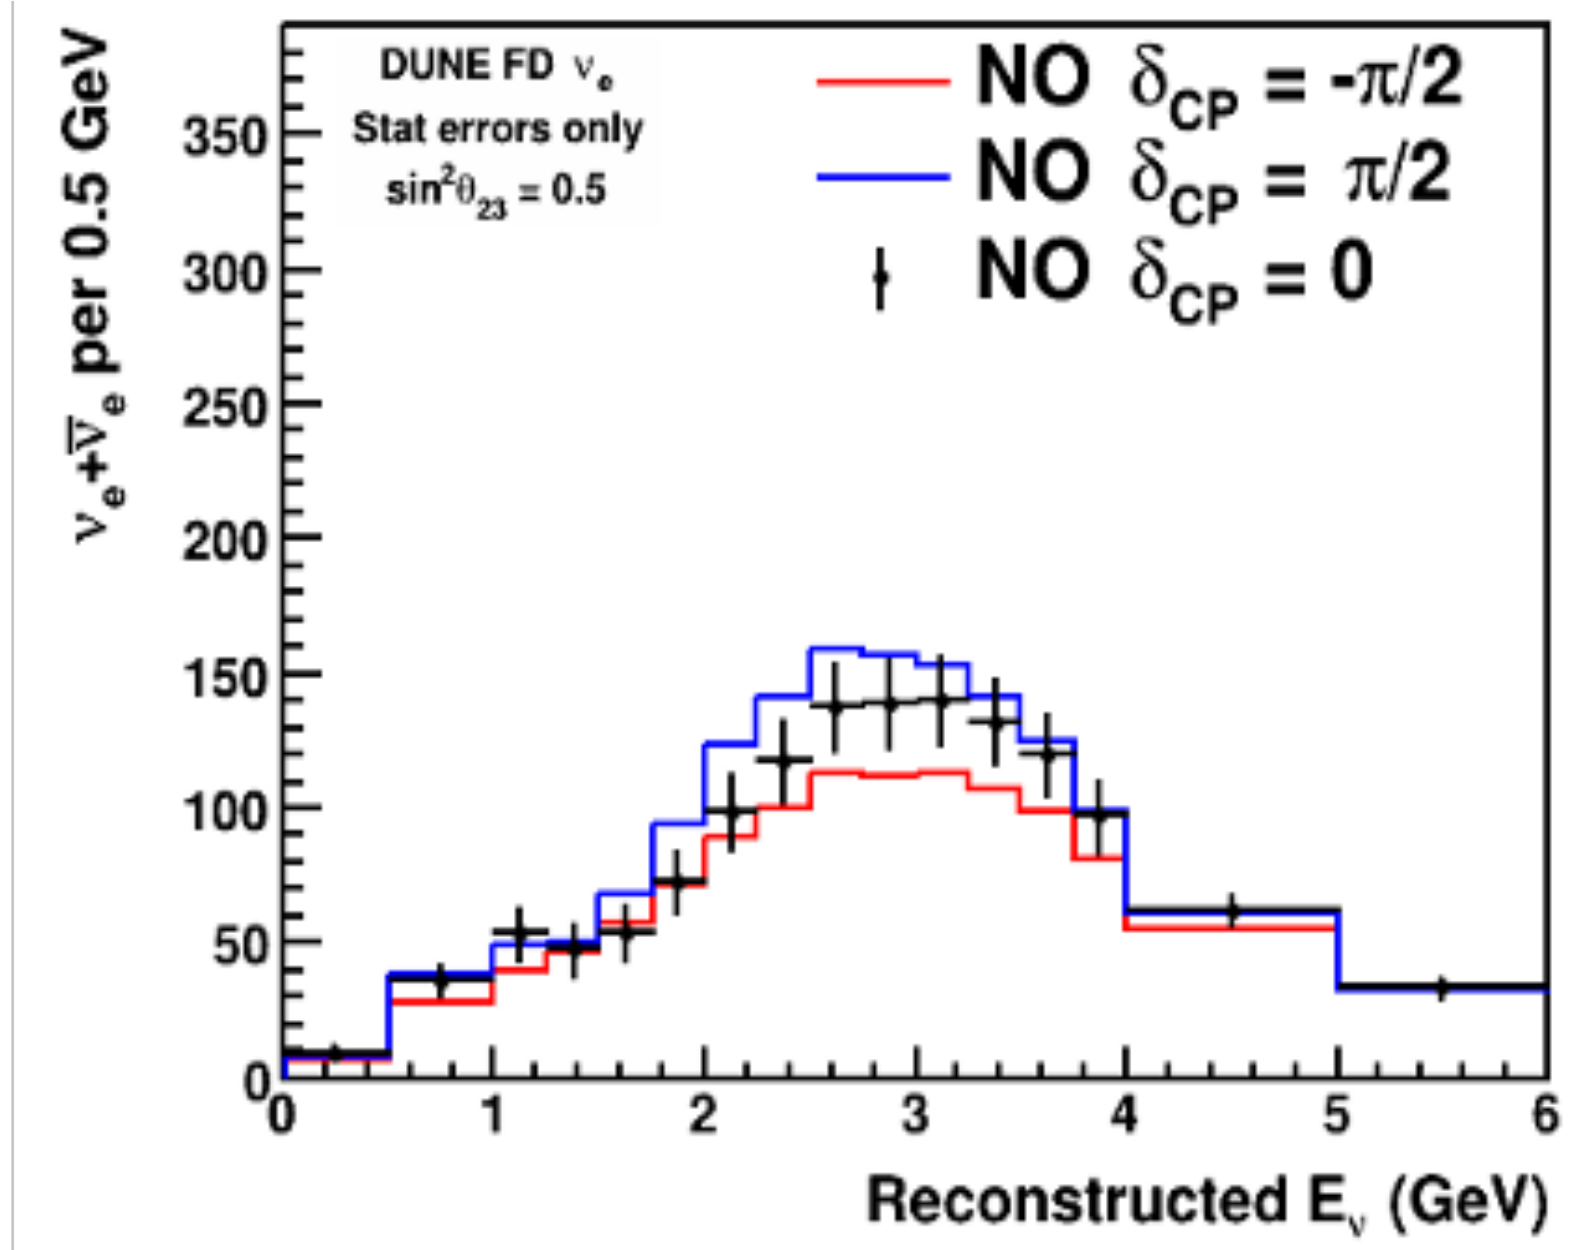 DUNE FD νe
Stat errors only
sin²θ23 = 0.5
NO δCP = -π/2
NO δCP = π/2
NO δCP = 0
νe+ν̅e per 0.5 GeV
350
300
250
200
150
100
50
0
0 1 2 3 4 5 6
Reconstructed Eν (GeV)